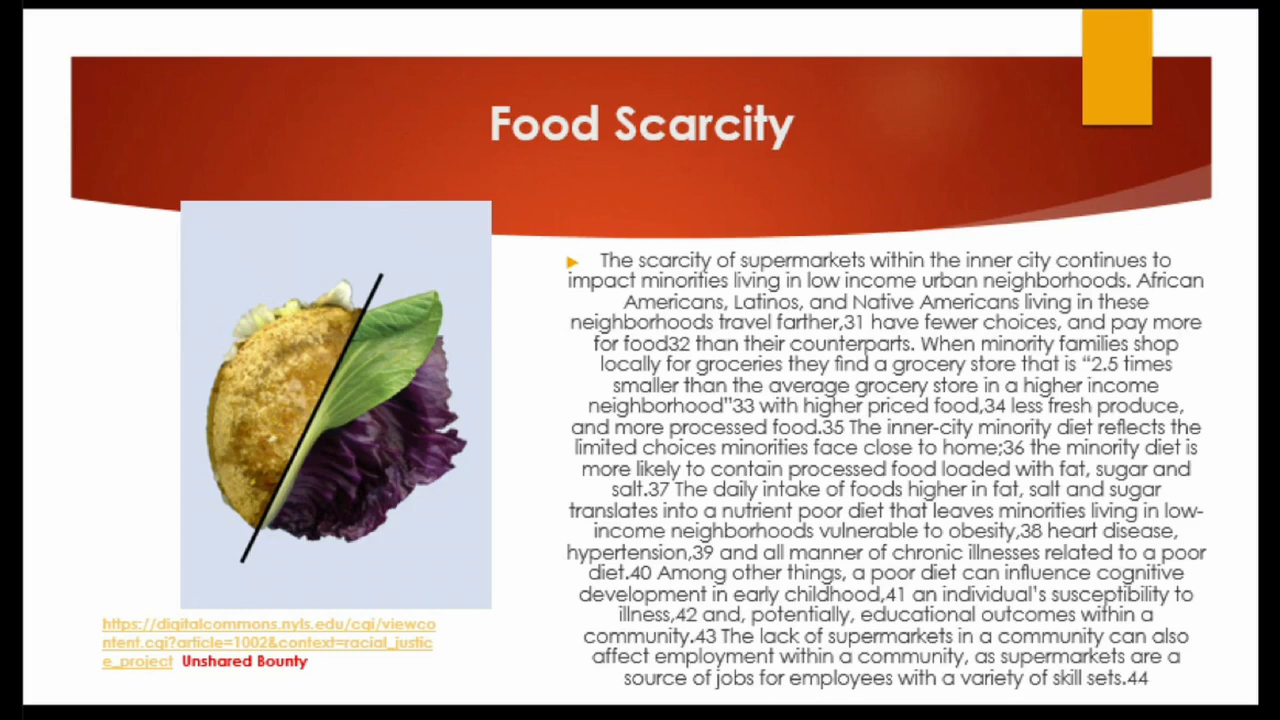 Food Scarcity
The scarcity of supermarkets within the inner city continues to
impact minorities living in low income urban neighborhoods. African
Americans, Latinos, and Native Americans living in these
neighborhoods travel farther,31 have fewer choices, and pay more
for food32 than their counterparts. When minority families shop
locally for groceries they find a grocery store that is “2.5 times
smaller than the average grocery store in a higher income
neighborhood”33 with higher priced food,34 less fresh produce,
and more processed food.35 The inner-city minority diet reflects the
limited choices minorities face close to home;36 the minority diet is
more likely to contain processed food loaded with fat, sugar and
salt.37 The daily intake of foods higher in fat, salt and sugar
translates into a nutrient poor diet that leaves minorities living in low-
income neighborhoods vulnerable to obesity,38 heart disease,
hypertension,39 and all manner of chronic illnesses related to a poor
diet.40 Among other things, a poor diet can influence cognitive
development in early childhood,41 an individual’s susceptibility to
illness,42 and, potentially, educational outcomes within a
community.43 The lack of supermarkets in a community can also
affect employment within a community, as supermarkets are a
source of jobs for employees with a variety of skill sets.44
https://digitalcommons.nyls.edu/cgi/viewco
ntent.cgi?article=1002&context=racial_justic
e_project Unshared Bounty